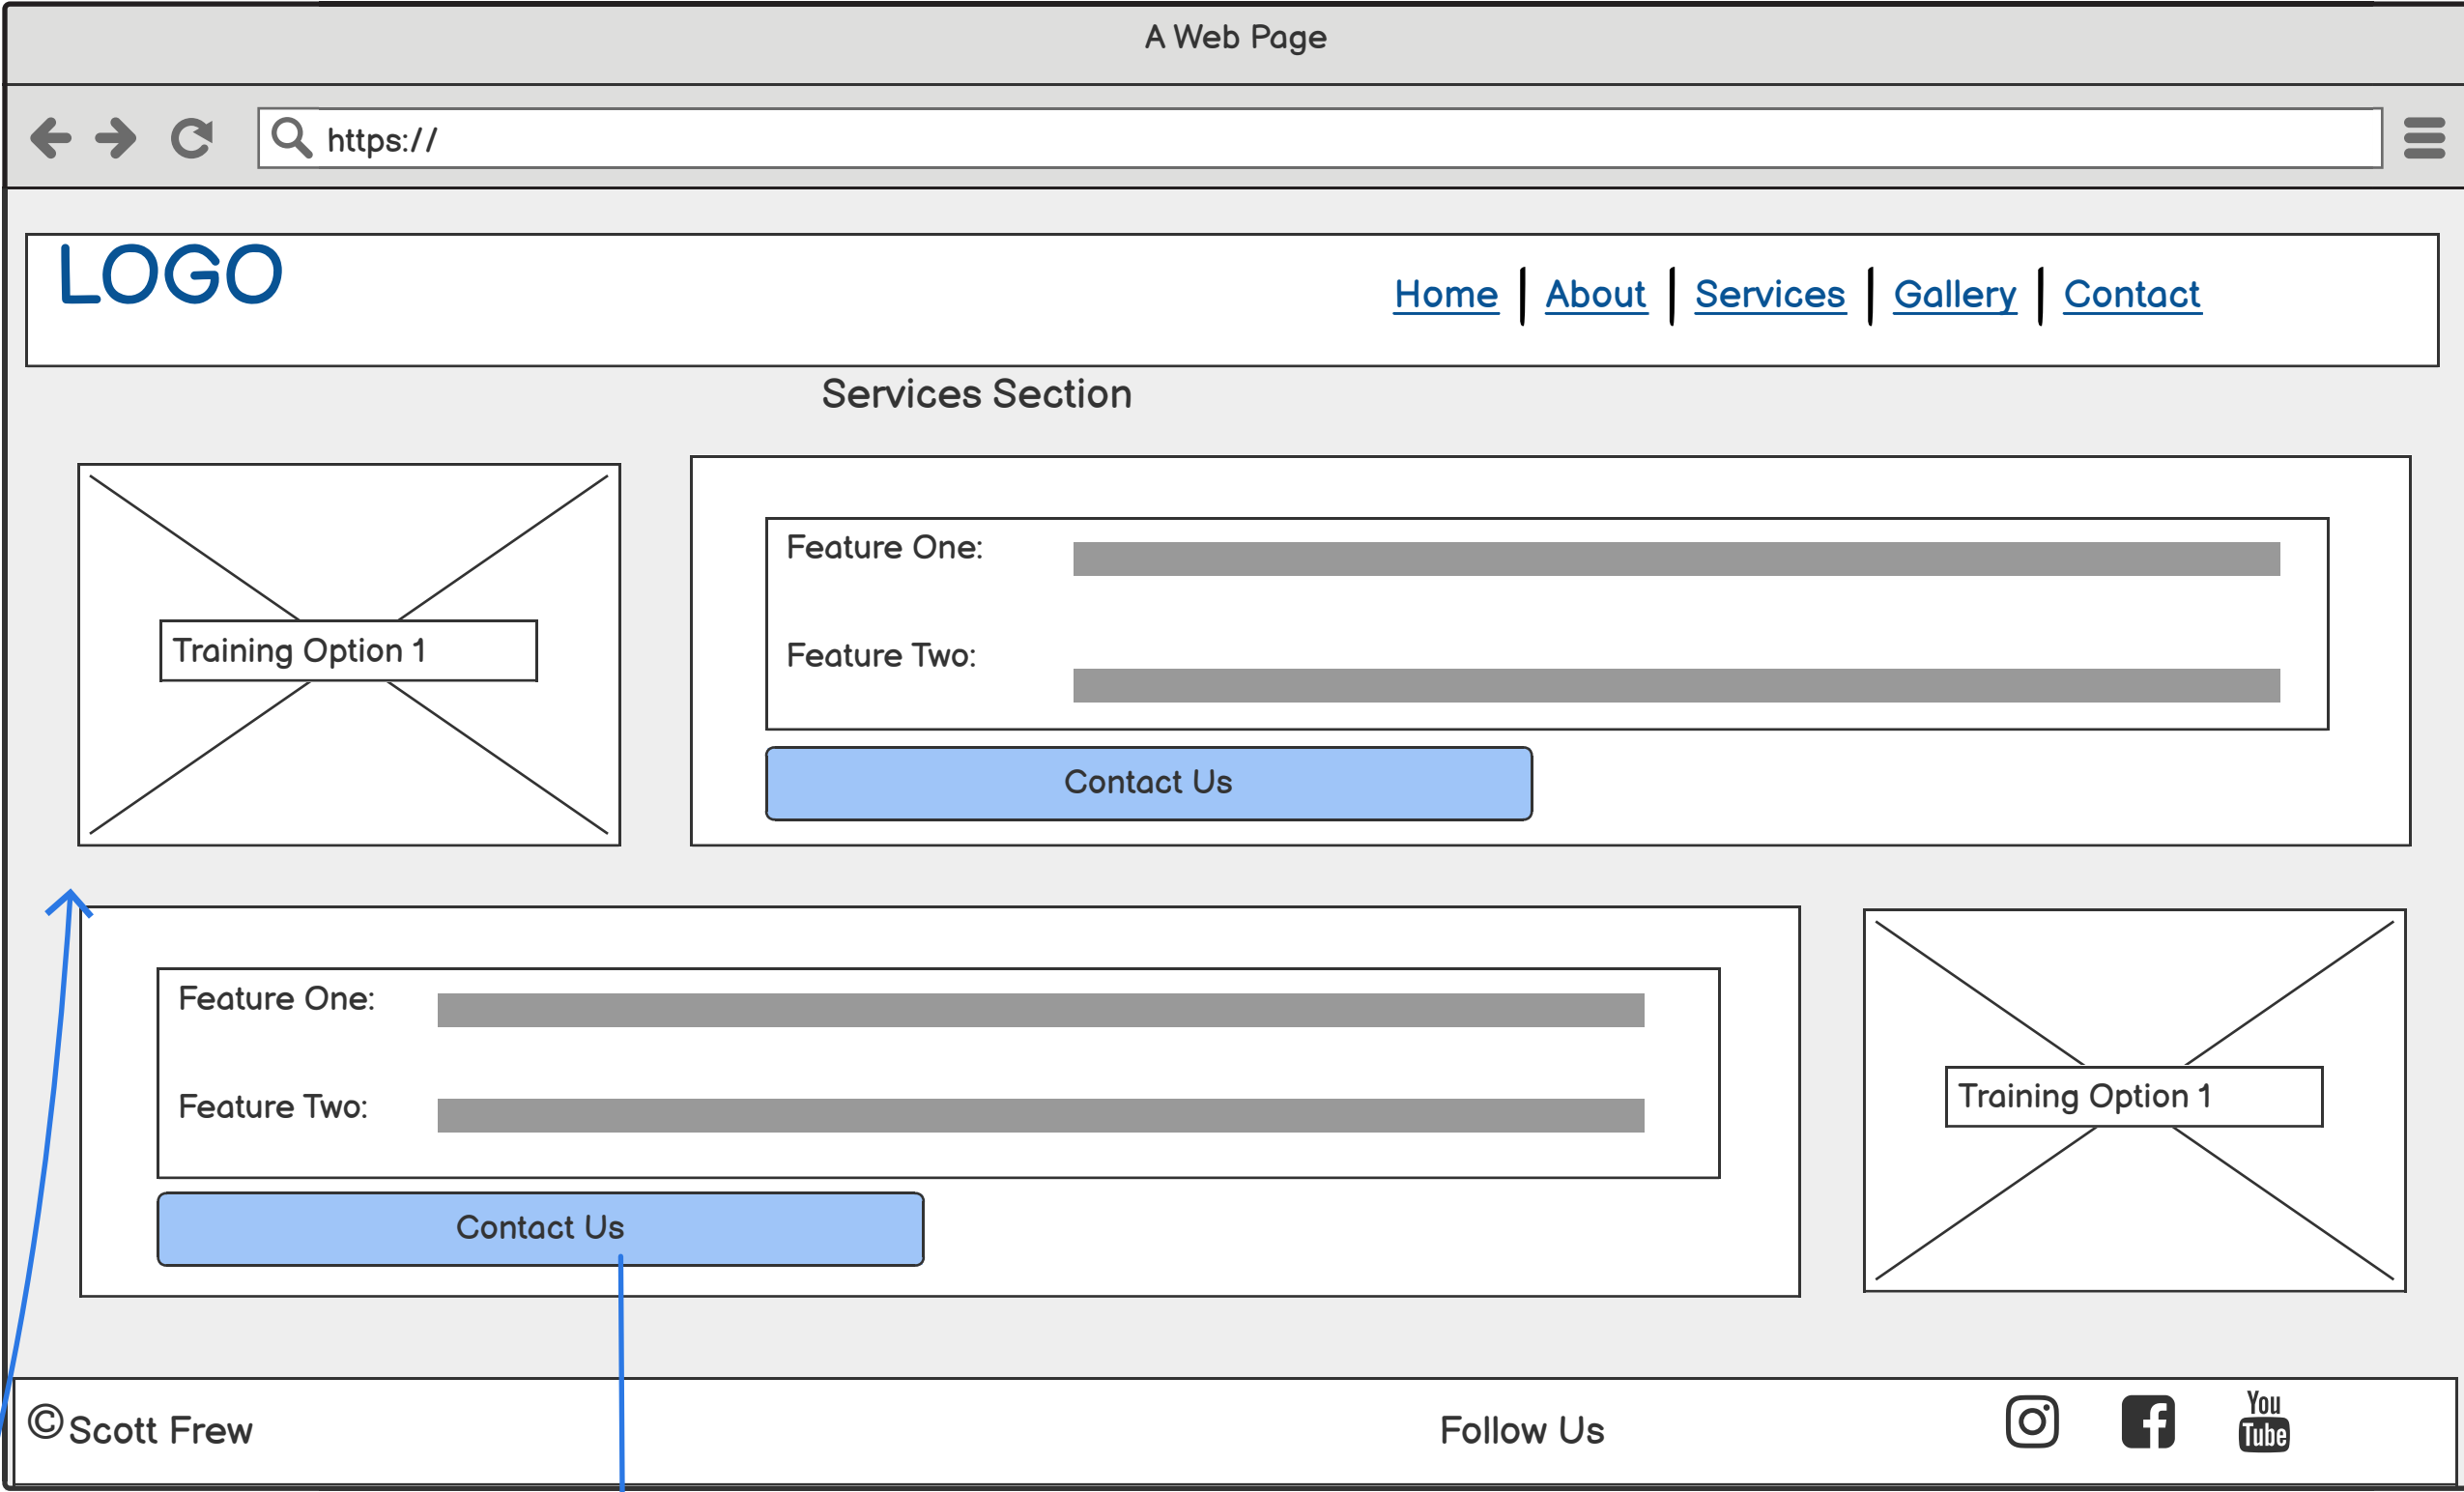 A Web Page
https://
LOGO
Home | About | Services | Gallery | Contact
Services Section
Training Option 1
Feature One:
Feature Two:
Contact Us
Feature One:
Feature Two:
Contact Us
Training Option 1
© Scott Frew
Follow Us
You
Tube